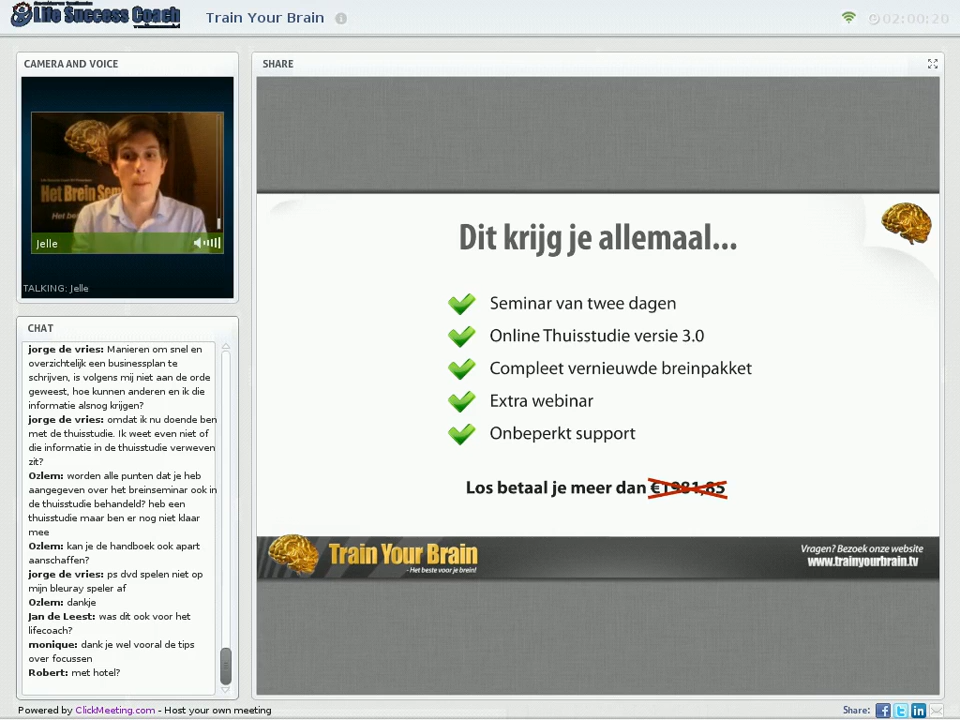 Life Success Coach
Train Your Brain
02:00:20
CAMERA AND VOICE
Het Brein Sem
Jelle
TALKING: Jelle
CHAT
jorge de vries: Manieren om snel en
overzichtelijk een businessplan te
schrijven, is volgens mij niet aan de orde
geweest, hoe kunnen anderen en ik die
informatie alsnog krijgen?
jorge de vries: omdat ik nu doende ben
met de thuisstudie. Ik weet even niet of
die informatie in de thuisstudie verweven
zit?
Ozlem: worden alle punten dat je heb
aangegeven over het breinseminar ook in
de thuisstudie behandeld? heb een
thuisstudie maar ben er nog niet klaar
mee
Ozlem: kan je de handboek ook apart
aanschaffen?
jorge de vries: ps dvd spelen niet op
mijn bleuray speler af
Ozlem: dankje
Jan de Leest: was dit ook voor het
lifecoach?
monique: dank je wel vooral de tips
over focussen
Robert: met hotel?
SHARE
Dit krijg je allemaal...
Seminar van twee dagen
Online Thuisstudie versie 3.0
Compleet vernieuwde breinpakket
Extra webinar
Onbeperkt support
Los betaal je meer dan €1981,85
Train Your Brain
- Het beste voor je brein!
Vragen? Bezoek onze website
www.trainyourbrain.tv
Powered by ClickMeeting.com - Host your own meeting
Share: